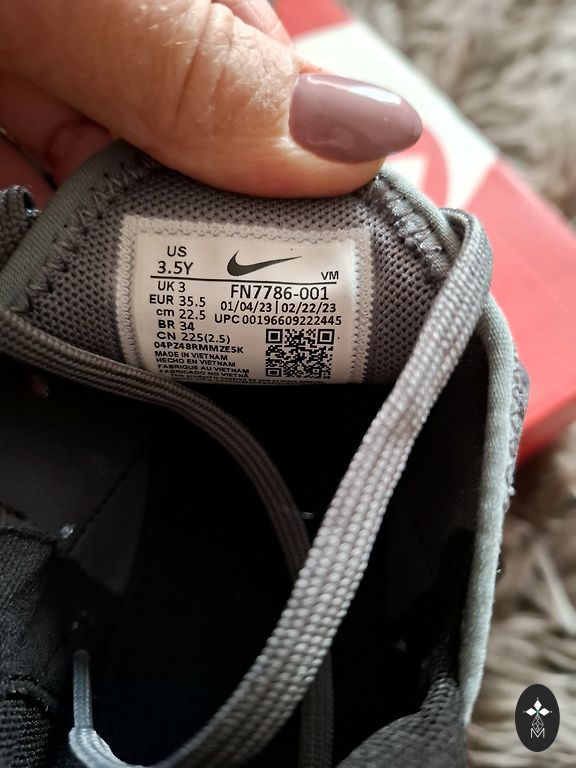 US
3.5Y
VM
UK 3
FN7786-001
EUR 35.5
01/04/23 | 02/22/23
cm 22.5
UPC 00196609222445
BR 34
CN 225(2.5)
04PZ48RMMZE5K
MADE IN VIETNAM
HECHO EN VIETNAM
FABRIQUE AU VIETNAM
FABRICADO NO VIETNÃ
M